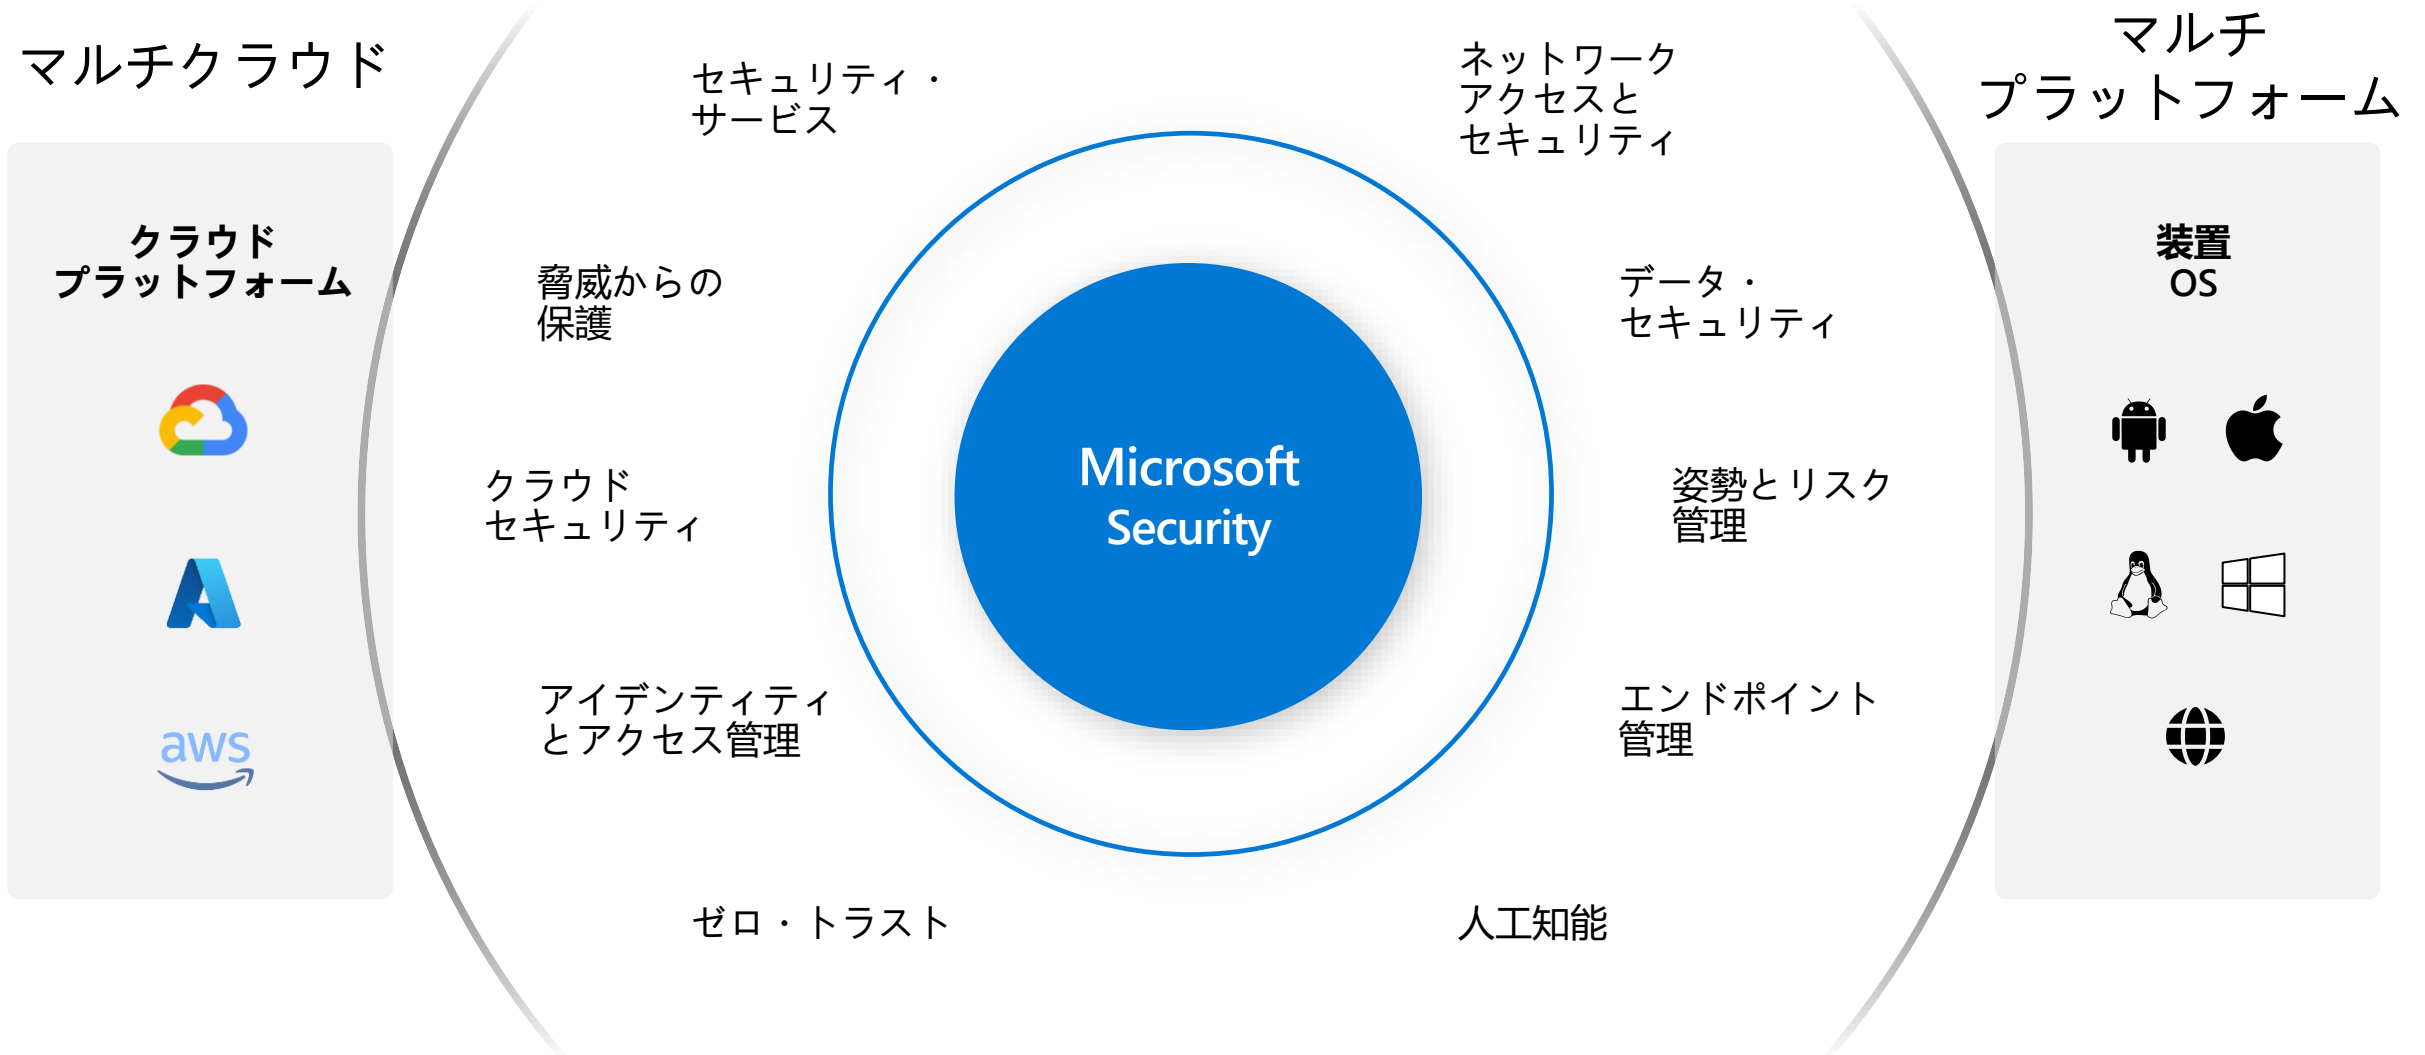 マルチクラウド
クラウド
プラットフォーム
aws
セキュリティ・
サービス
脅威からの
保護
クラウド
セキュリティ
アイデンティティ
とアクセス管理
ゼロ・トラスト
Microsoft
Security
ネットワーク
アクセスと
セキュリティ
データ・
セキュリティ
姿勢とリスク
管理
エンドポイント
管理
人工知能
マルチ
プラットフォーム
装置
OS